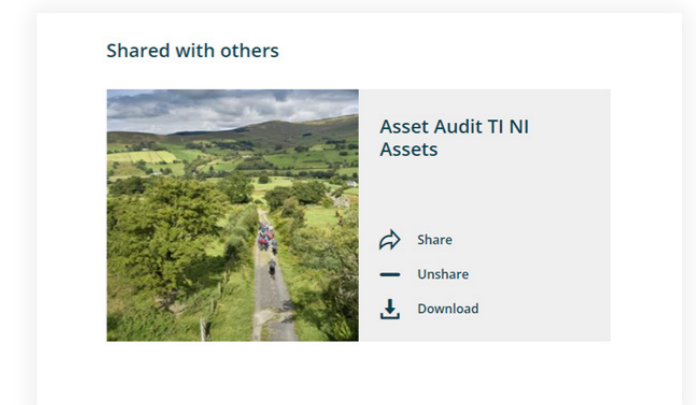 Shared with others
Asset Audit TI NI
Assets
Share
Unshare
Download